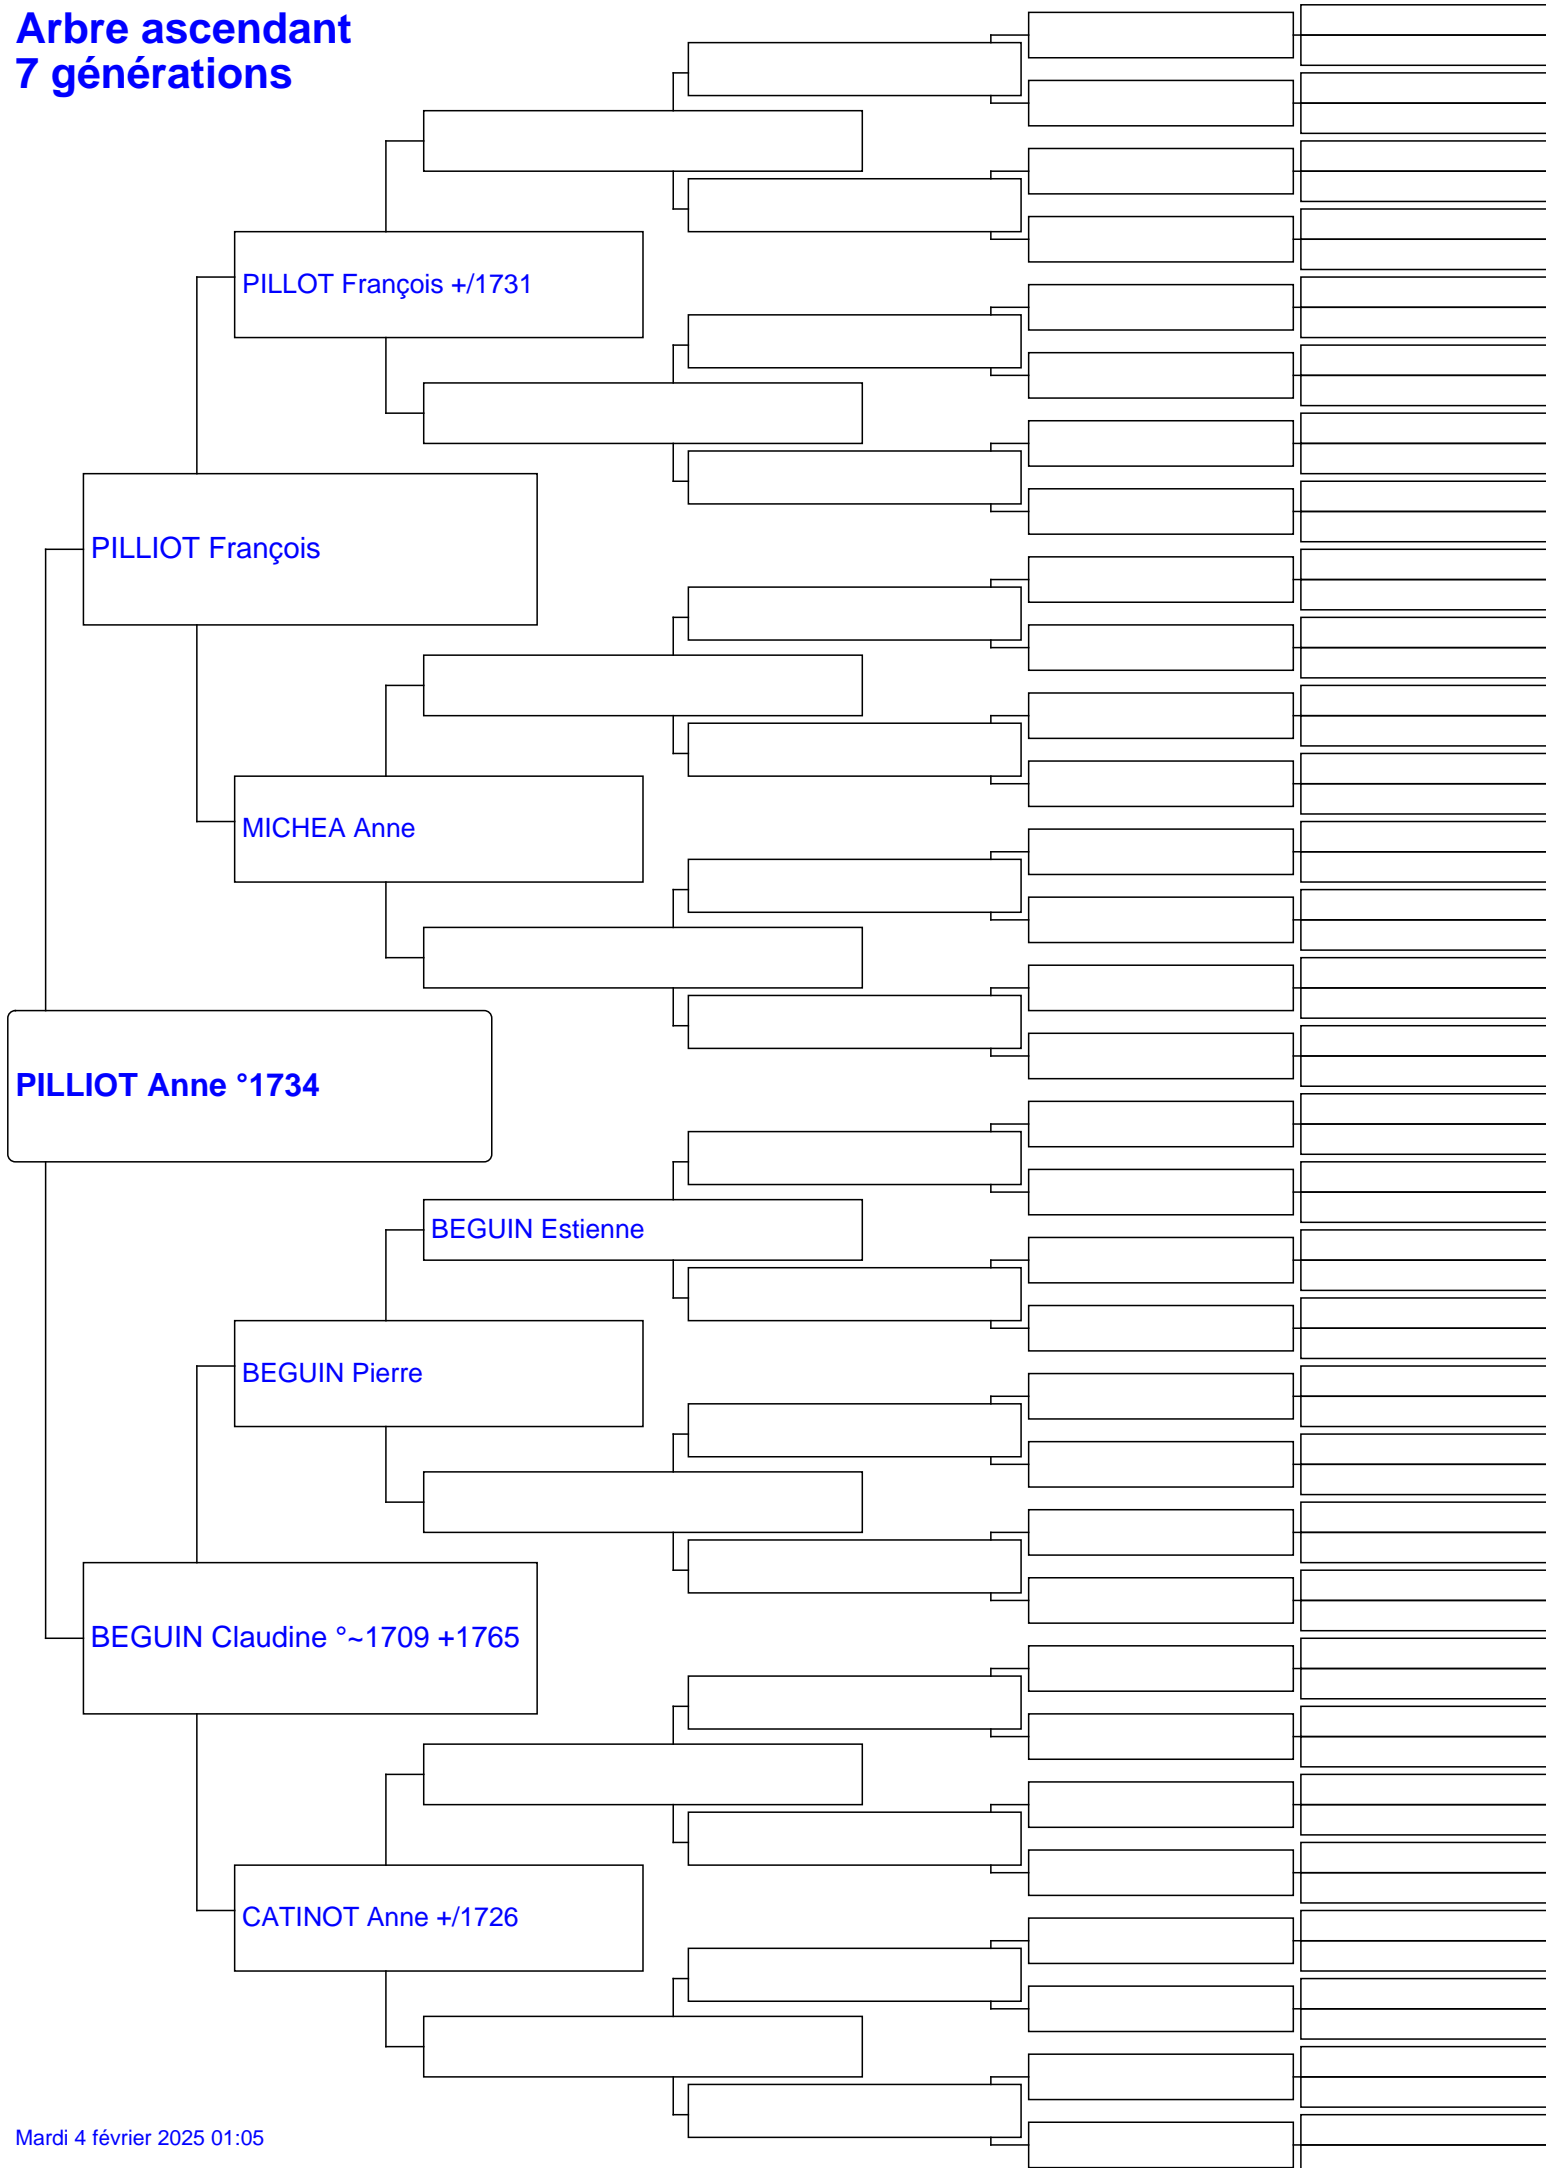 Arbre ascendant
7 générations
PILLOT François +/1731
PILLIOT François
MICHEA Anne
PILLIOT Anne °1734
BEGUIN Estienne
BEGUIN Pierre
BEGUIN Claudine °~1709 +1765
CATINOT Anne +/1726
Mardi 4 février 2025 01:05